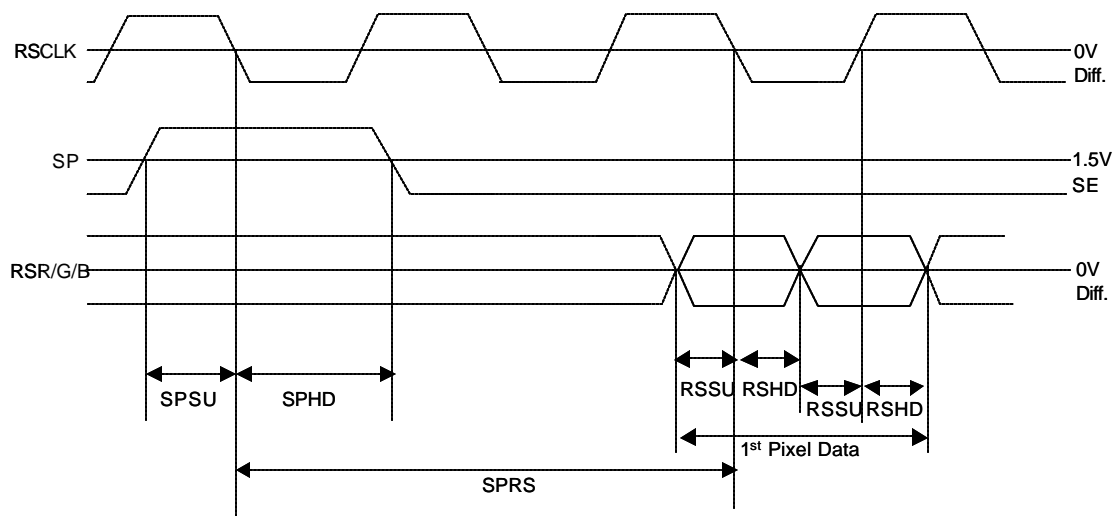 RSCLK
0V
Diff.
SP
1.5V
SE
RSR/G/B
0V
Diff.
SPSU
SPHD
RSSU
RSHD
RSSU
RSHD
1st Pixel Data
SPRS